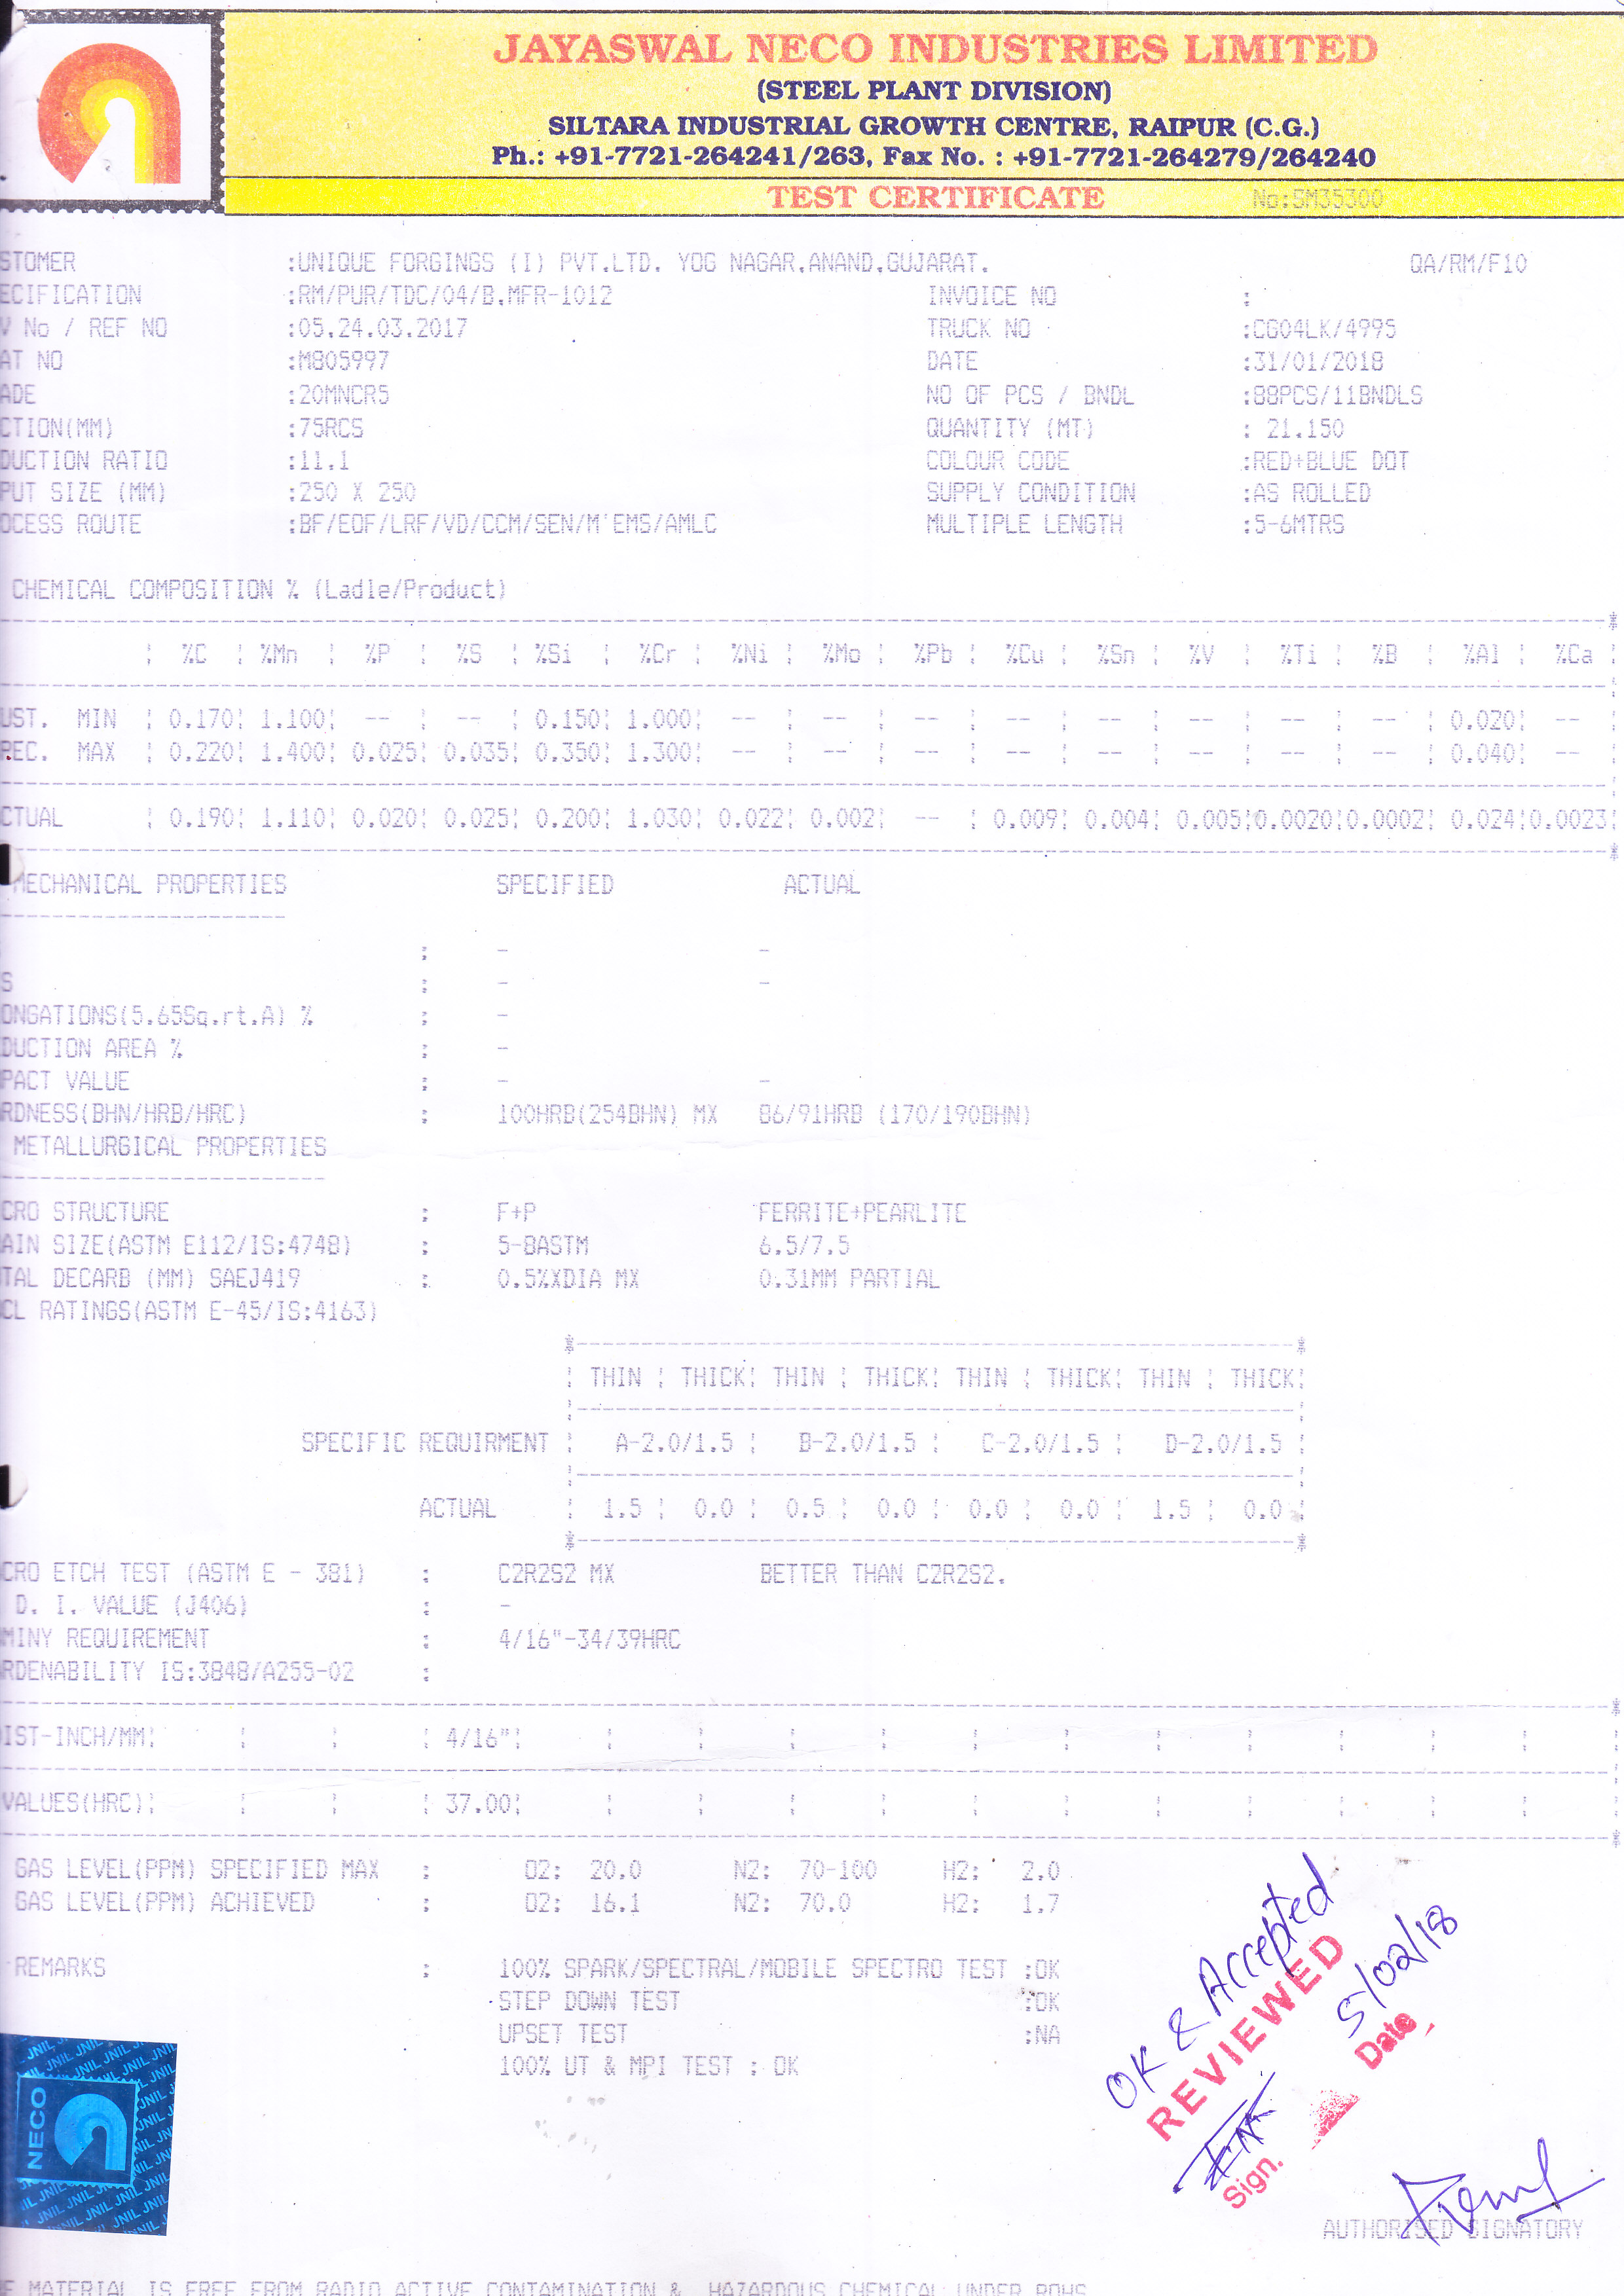 JAYASWAL NECO INDUSTRIES LIMITED
(STEEL PLANT DIVISION)
SILTARA INDUSTRIAL GROWTH CENTRE, RAIPUR (C.G.)
Ph.: +91-7721-264241/263, Fax No. : +91-7721-264279/264240
TEST CERTIFICATE No:SM35300
STOMER :UNIQUE FORGINGS (I) PVT.LTD. YOG NAGAR,ANAND,GUJARAT. QA/RM/F10
ECIFICATION :RM/PUR/TDC/04/B,MFR-1012 INVOICE NO :
V No / REF NO :05,24.03.2017 TRUCK NO :CG04LK/4995
AT NO :M805997 DATE :31/01/2018
ADE :20MNCR5 NO OF PCS / BNDL :88PCS/11BNDLS
CTION(MM) :75RCS QUANTITY (MT) : 21.150
DUCTION RATIO :11.1 COLOUR CODE :RED+BLUE DOT
PUT SIZE (MM) :250 X 250 SUPPLY CONDITION :AS ROLLED
OCESS ROUTE :BF/EOF/LRF/VD/CCM/SEN/M'EMS/AMLC MULTIPLE LENGTH :5-6MTRS
CHEMICAL COMPOSITION % (Ladle/Product)
%C %Mn %P %S %Si %Cr %Ni %Mo %Pb %Cu %Sn %V %Ti %B %Al %Ca
UST. MIN 0.170 1.100 -- -- 0.150 1.000 -- -- -- -- -- -- -- -- 0.020 --
PEC. MAX 0.220 1.400 0.025 0.035 0.350 1.300 -- -- -- -- -- -- -- -- 0.040 --
CTUAL 0.190 1.110 0.020 0.025 0.200 1.030 0.022 0.002 -- 0.009 0.004 0.005 0.0020 0.0002 0.024 0.0023
MECHANICAL PROPERTIES SPECIFIED ACTUAL
: - -
S : - -
ONGATIONS(5.65Sq.rt.A) % : -
DUCTION AREA % : -
PACT VALUE : - -
RDNESS(BHN/HRB/HRC) : 100HRB(254BHN) MX 86/91HRB (170/190BHN)
METALLURGICAL PROPERTIES
CRO STRUCTURE : F+P FERRITE+PEARLITE
AIN SIZE(ASTM E112/IS:4748) : 5-8ASTM 6.5/7.5
TAL DECARB (MM) SAEJ419 : 0.5%XDIA MX 0.31MM PARTIAL
CL RATINGS(ASTM E-45/IS:4163)
THIN THICK THIN THICK THIN THICK THIN THICK
SPECIFIC REQUIRMENT A-2.0/1.5 B-2.0/1.5 C-2.0/1.5 D-2.0/1.5
ACTUAL 1.5 0.0 0.5 0.0 0.0 0.0 1.5 0.0
CRO ETCH TEST (ASTM E - 381) : C2R2S2 MX BETTER THAN C2R2S2.
D. I. VALUE (J406) : -
MINY REQUIREMENT : 4/16"-34/39HRC
RDENABILITY IS:3848/A255-02 :
IST-INCH/MM 4/16"
VALUES(HRC) 37.00
GAS LEVEL(PPM) SPECIFIED MAX : O2: 20.0 N2: 70-100 H2: 2.0
GAS LEVEL(PPM) ACHIEVED : O2: 16.1 N2: 70.0 H2: 1.7
REMARKS : 100% SPARK/SPECTRAL/MOBILE SPECTRO TEST :OK
STEP DOWN TEST :OK
UPSET TEST :NA
100% UT & MPI TEST : OK
OK & Accepted
REVIEWED
5/02/18
Date
Sign.
NECO
JNIL JNIL JNIL JNIL
AUTHORISED SIGNATORY
MATERIAL IS FREE FROM RADIO ACTIVE CONTAMINATION & HAZARDOUS CHEMICAL UNDER ROHS